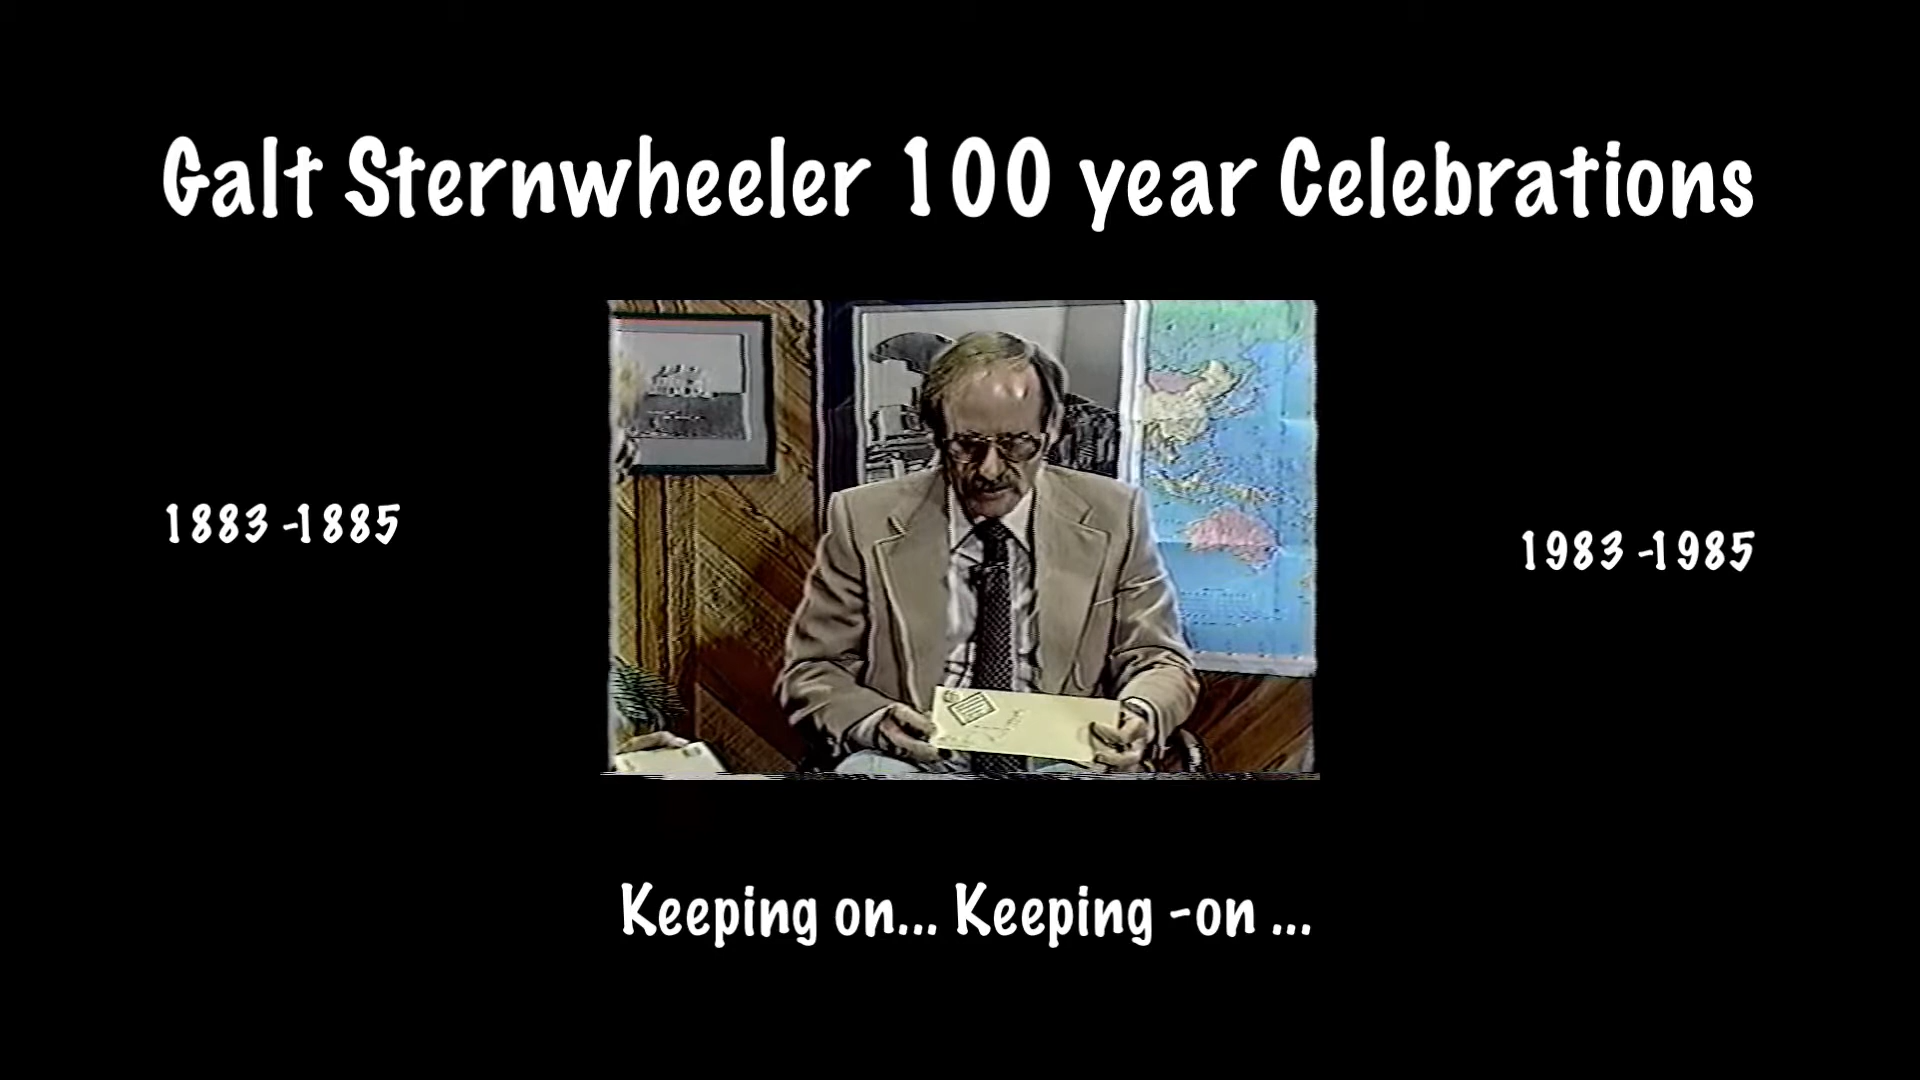 Galt Sternwheeler 100 year Celebrations
1883 -1885
1983 -1985
Keeping on... Keeping -on ...